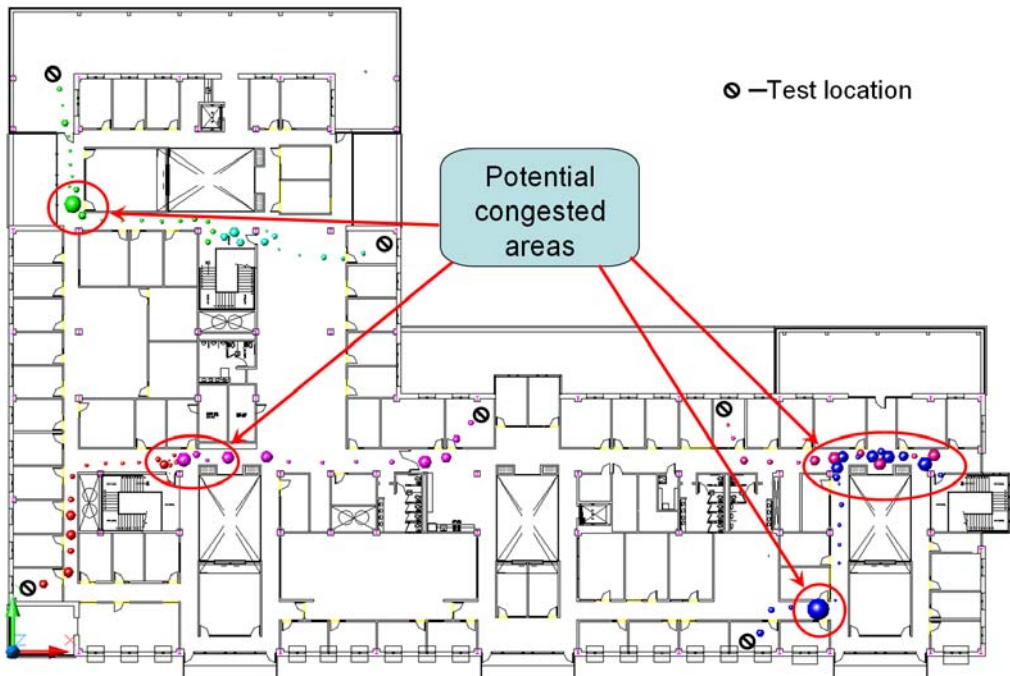 ⊘ –Test location
Potential
congested
areas
Z
X